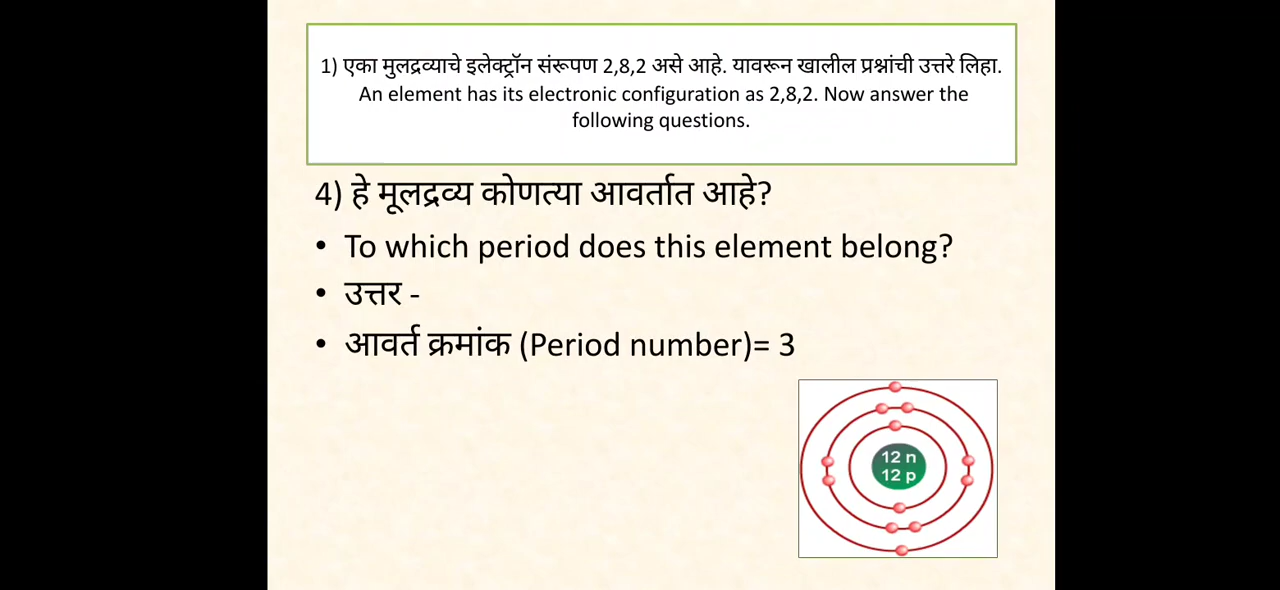 1) एका मुलद्रव्याचे इलेक्ट्रॉन संरूपण 2,8,2 असे आहे. यावरून खालील प्रश्नांची उत्तरे लिहा.
An element has its electronic configuration as 2,8,2. Now answer the
following questions.
4) हे मूलद्रव्य कोणत्या आवर्तात आहे?
• To which period does this element belong?
• उत्तर -
• आवर्त क्रमांक (Period number)= 3
12 n
12 p